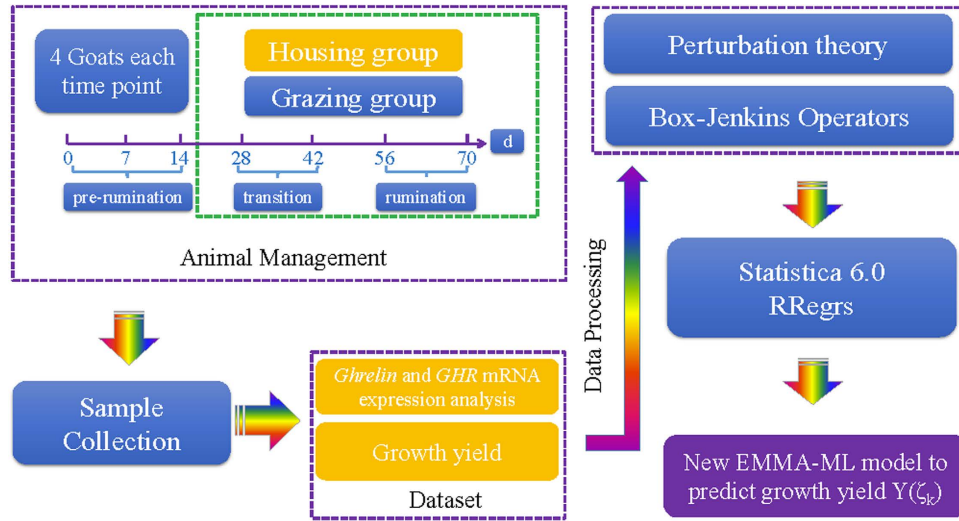 4 Goats each
time point
Housing group
Grazing group
0 7 14 28 42 56 70 d
pre-rumination transition rumination
Animal Management
Sample
Collection
Ghrelin and GHR mRNA
expression analysis
Growth yield
Dataset
Data Processing
Perturbation theory
Box-Jenkins Operators
Statistica 6.0
RRegrs
New EMMA-ML model to
predict growth yield Y(ζk)